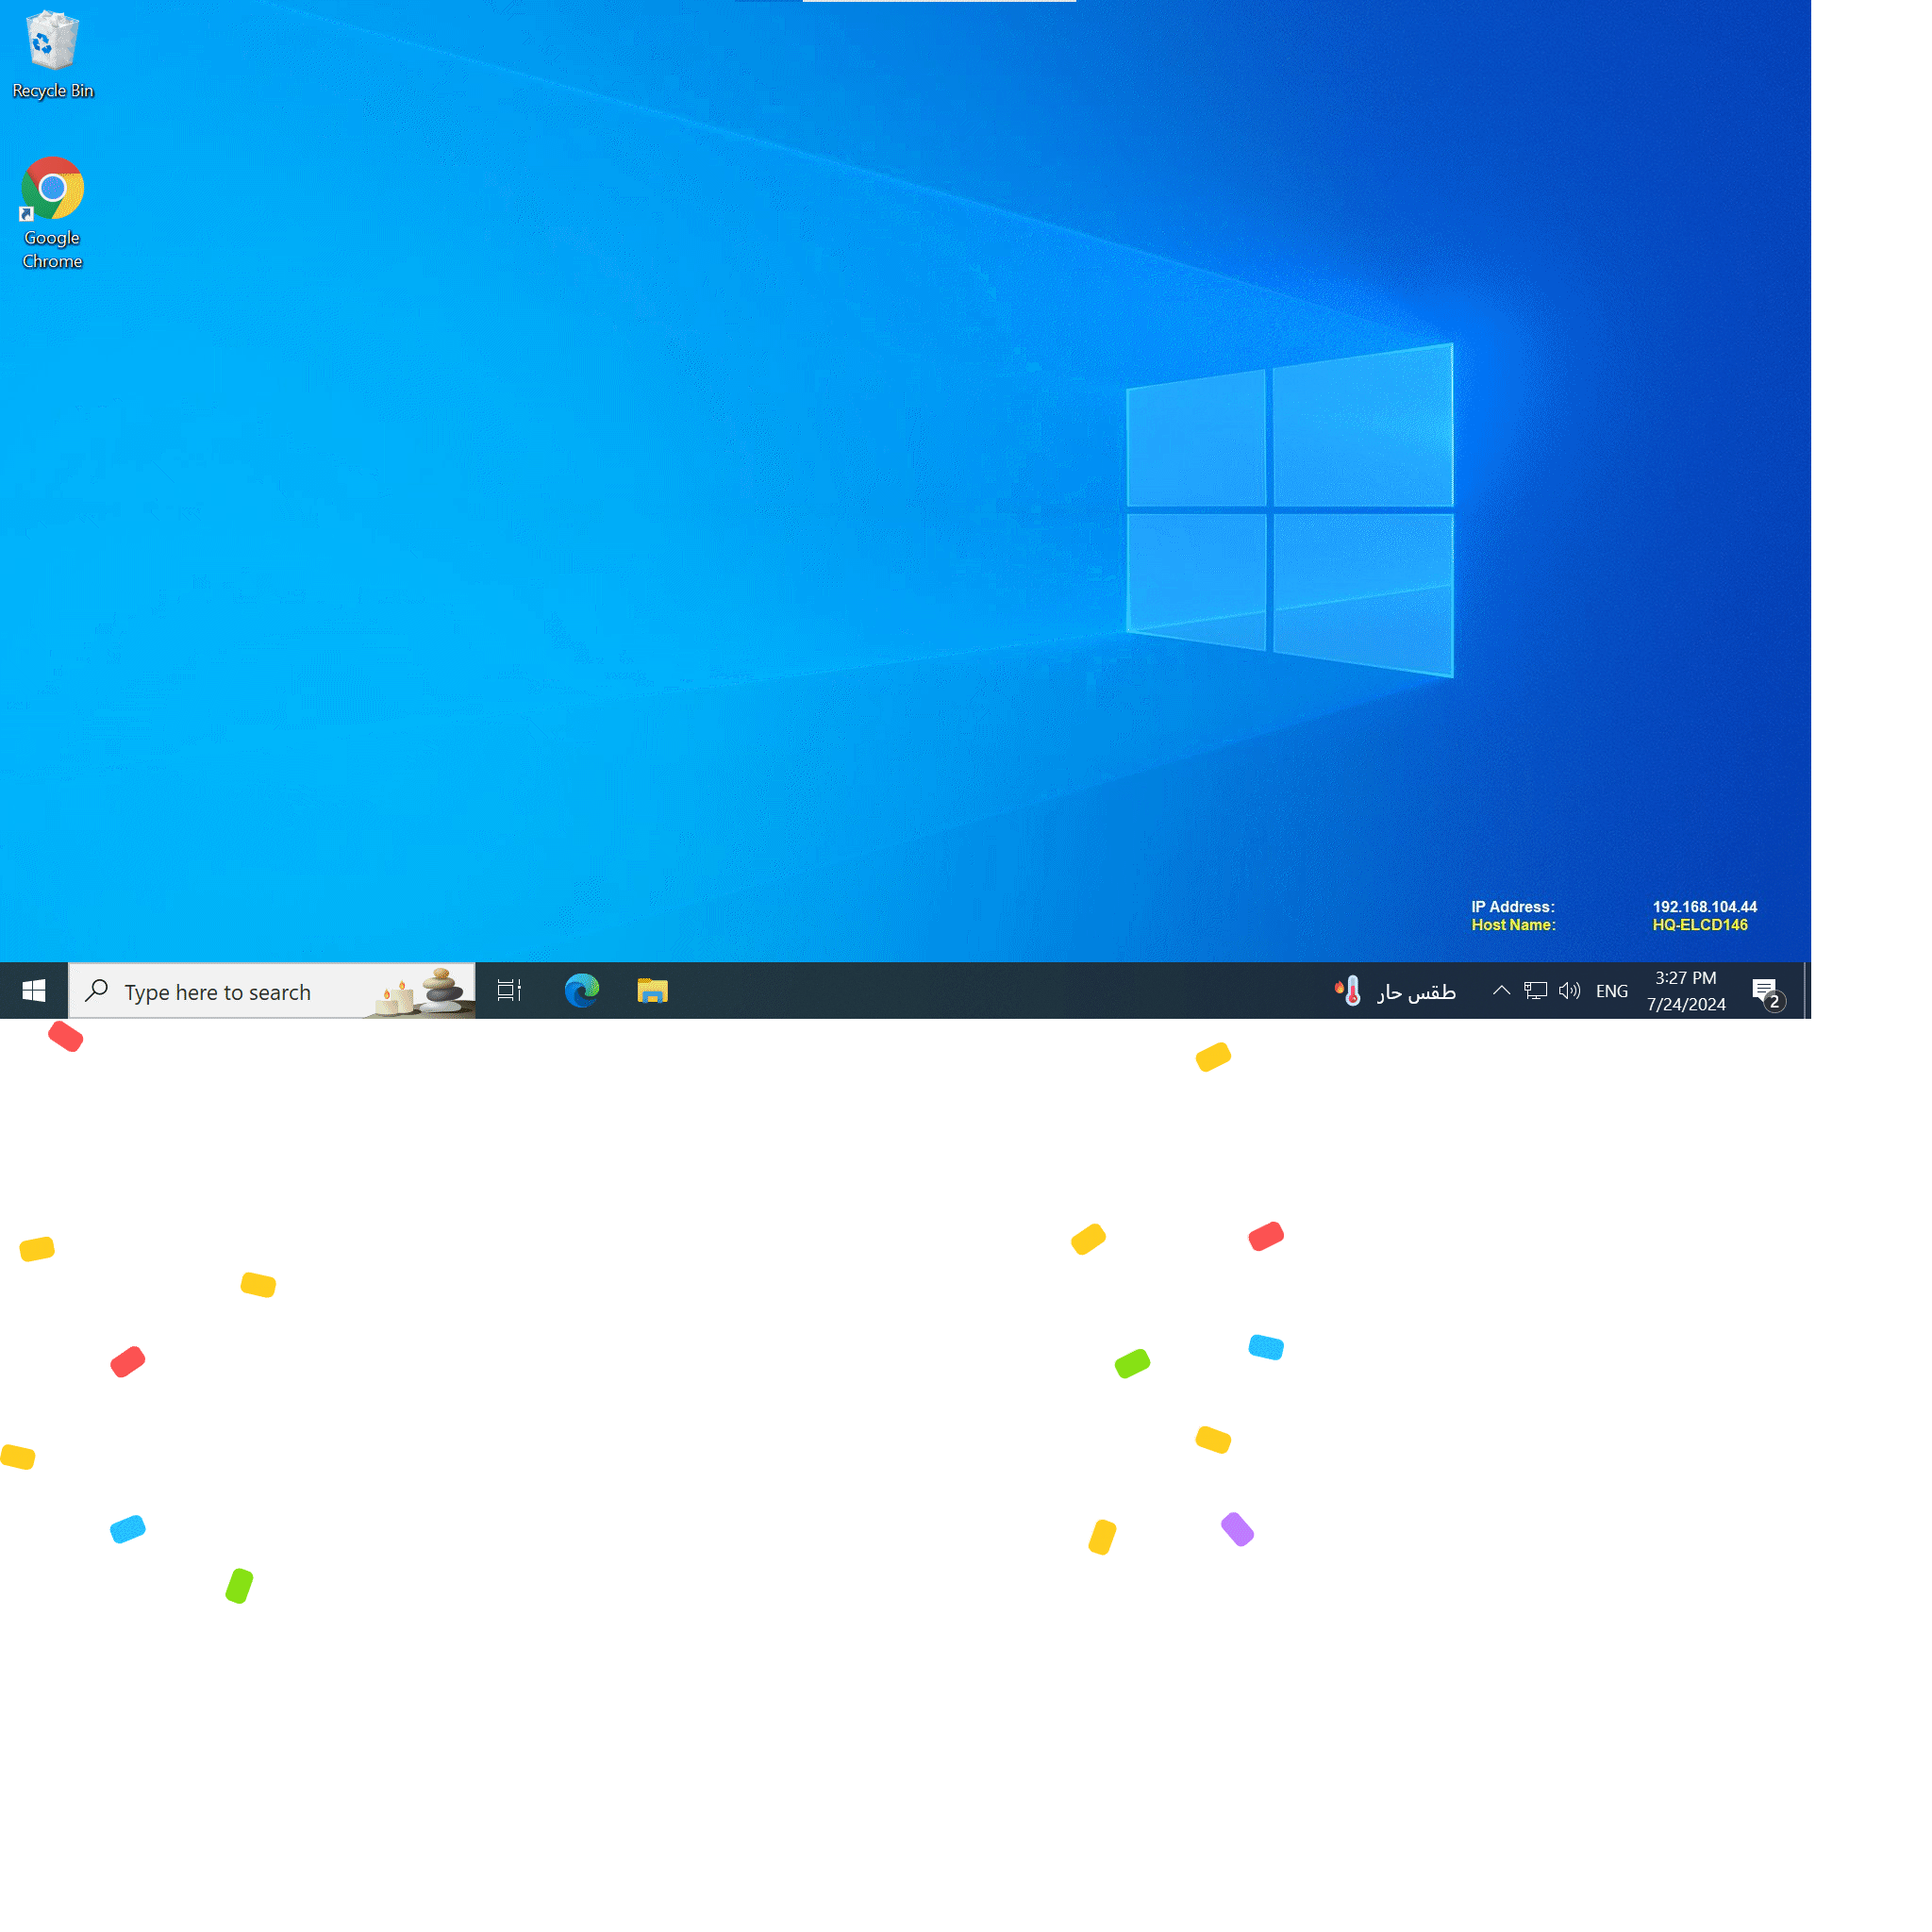 Recycle Bin
Google
Chrome
IP Address: 192.168.104.44
Host Name: HQ-ELCD146
Type here to search
طقس حار
ENG
3:27 PM
7/24/2024
2